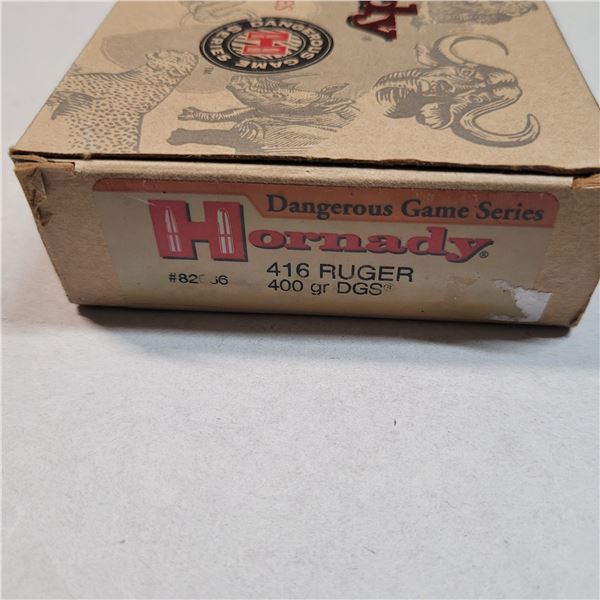 DANGEROUS GAME SERIES
H
Dangerous Game Series
Hornady®
416 RUGER
400 gr DGS®